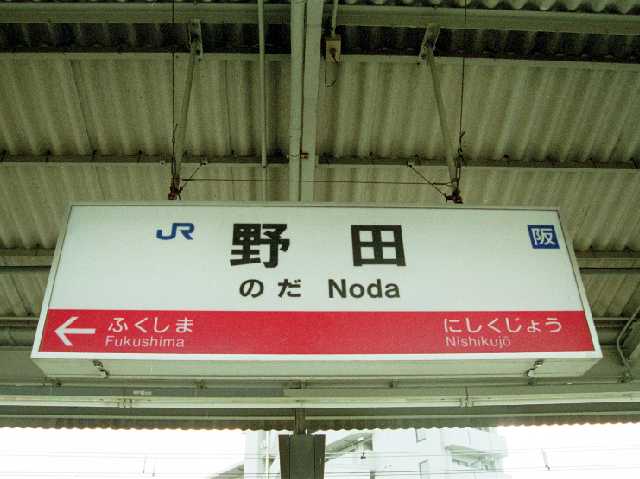 JR 野田 阪
のだ Noda
← ふくしま にしくじょう
Fukushima Nishikujō